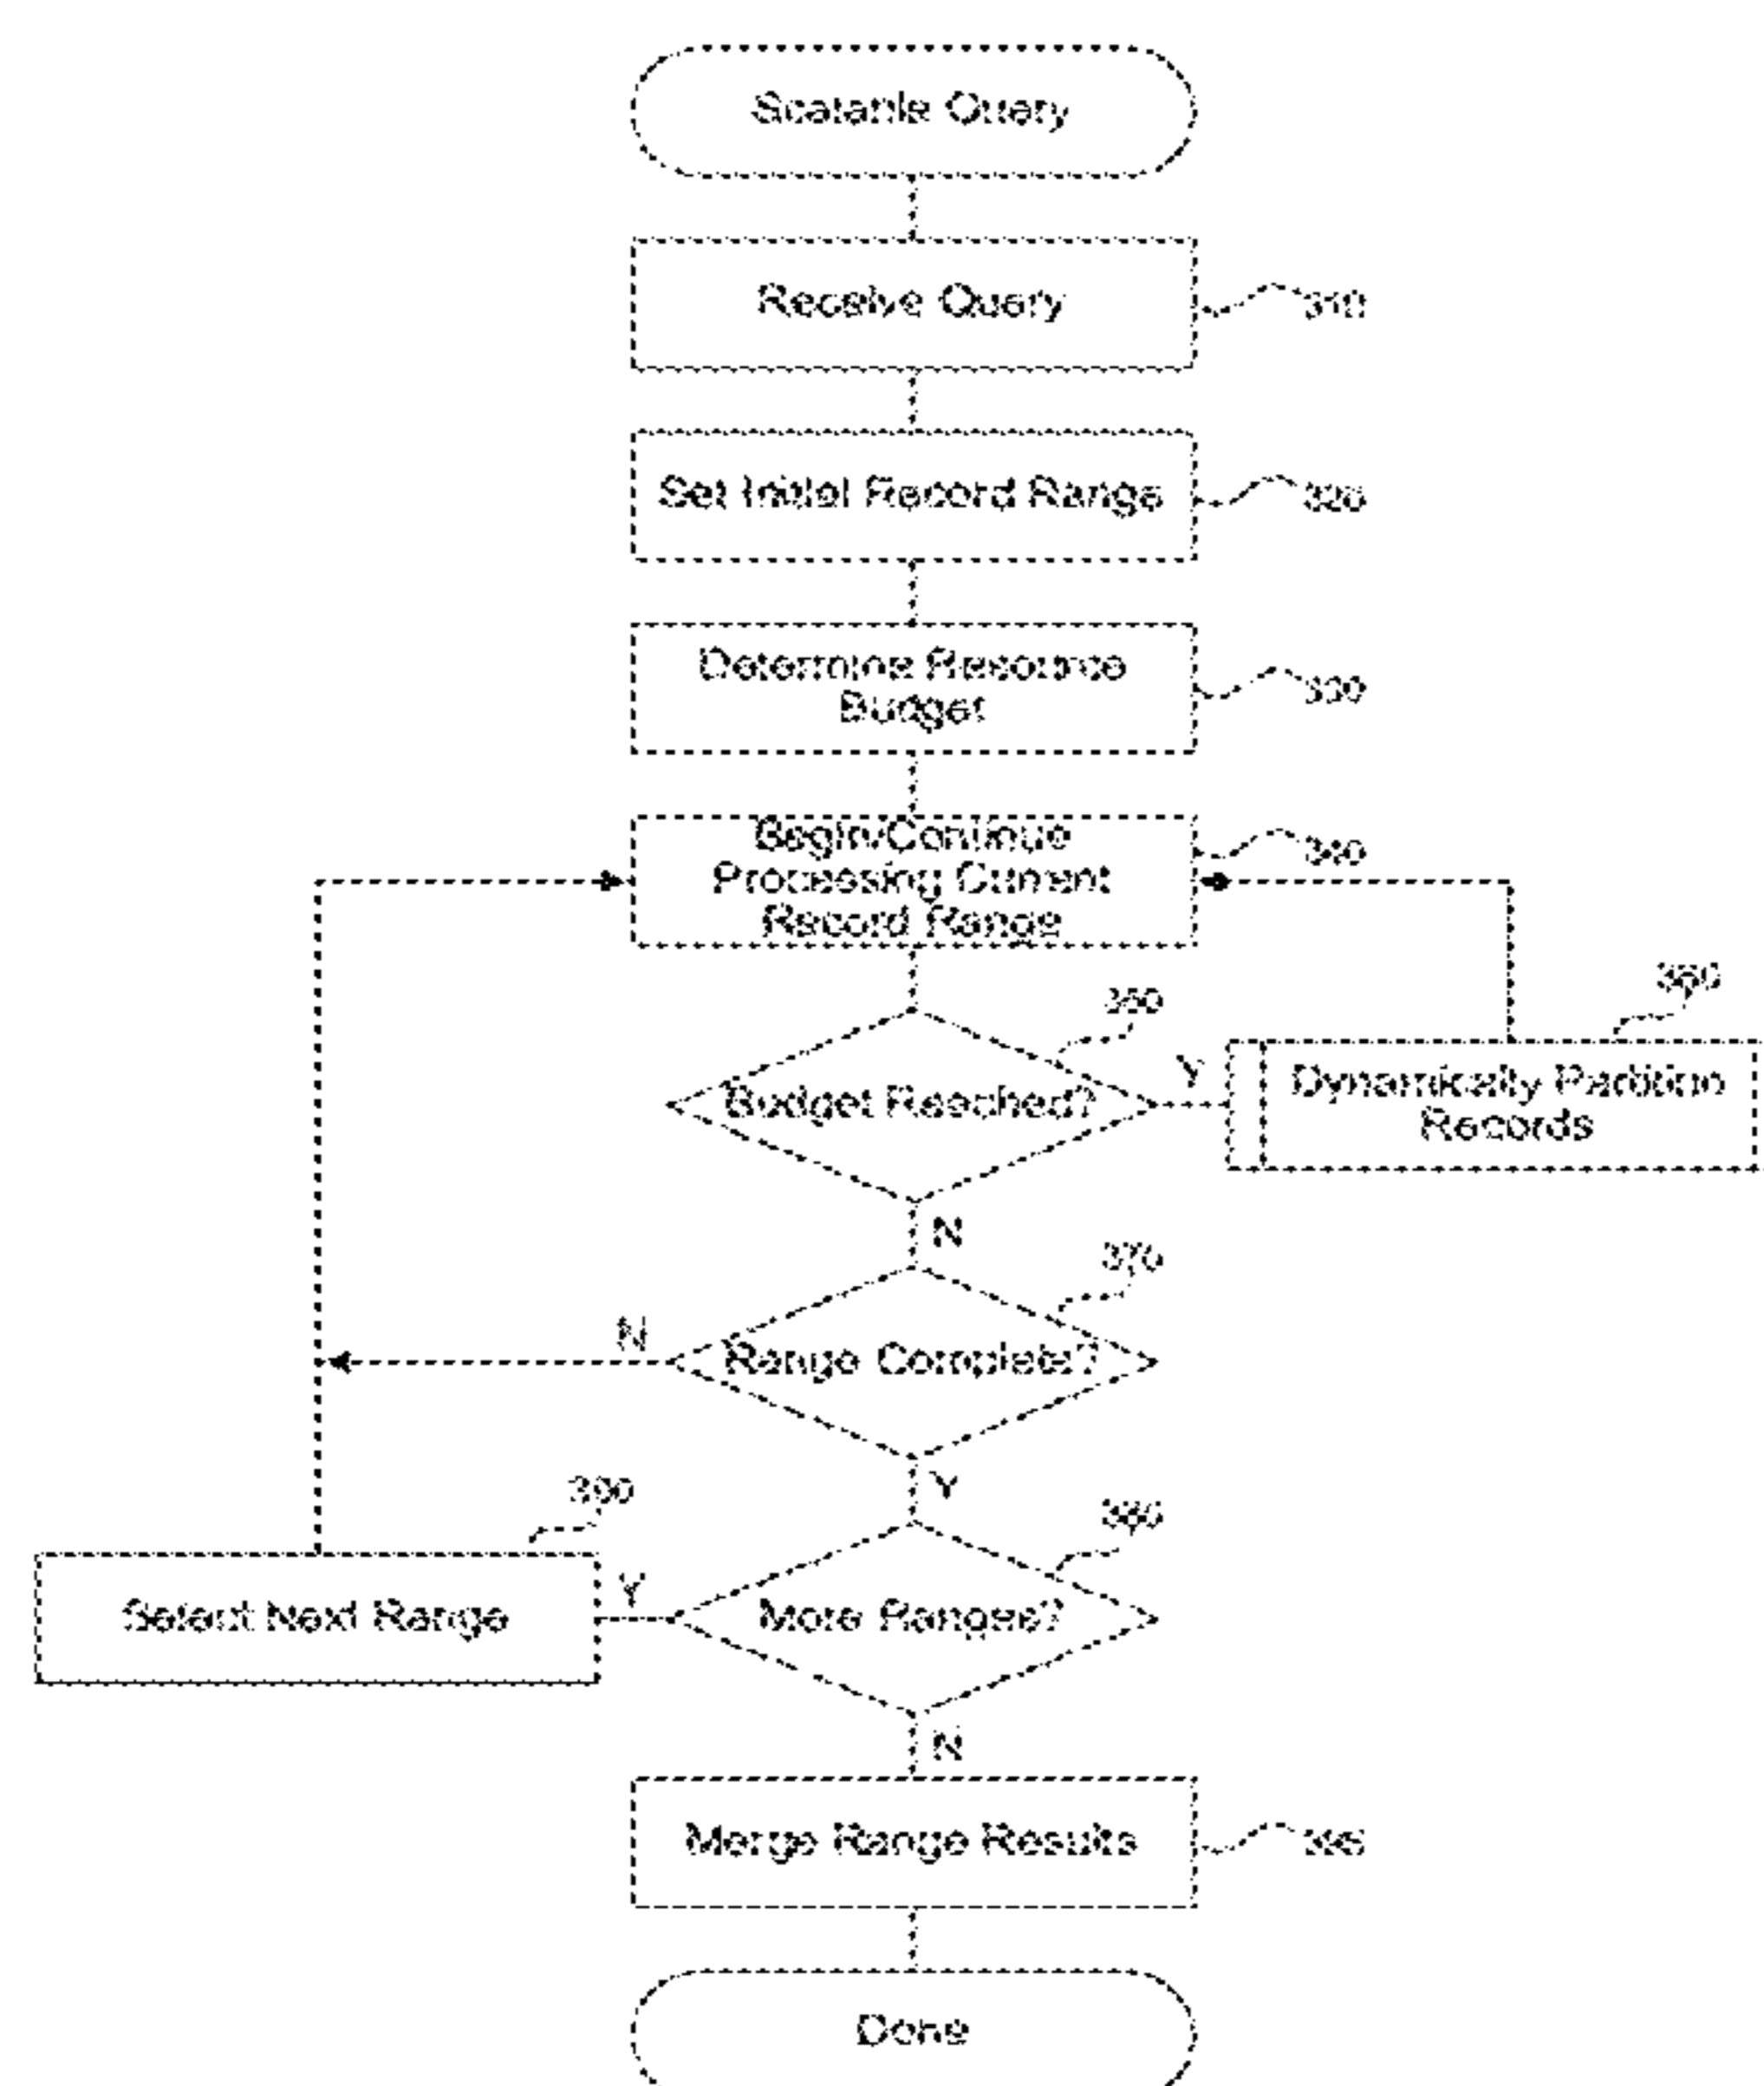 Scalable Query
Receive Query
310
Set Initial Record Range
320
Determine Resource
Budget
330
Begin/Continue
Processing Current
Record Range
340
350
360
Budget Reached?
Y
Dynamically Partition
Records
N
370
N
Range Complete?
Y
390
380
Select Next Range
Y
More Ranges?
N
Merge Range Results
395
Done